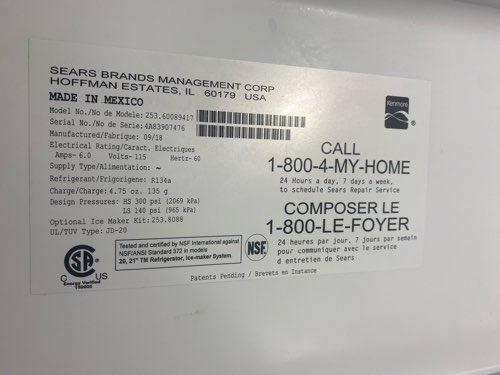 SEARS BRANDS MANAGEMENT CORP
HOFFMAN ESTATES, IL 60179 USA
MADE IN MEXICO
Model No./No de Modele: 253.60089417
Serial No./No de Serie: 4A83907476
Manufactured/Fabrique: 09/18
Electrical Rating/Caract. Electriques
Amps- 6.0 Volts- 115 Hertz- 60
Supply Type/Alimentation: ~
Refrigerant/Frigorigene: R134a
Charge/Charge: 4.75 oz. 135 g
Design Pressures: HS 300 psi (2069 kPa)
LS 140 psi (965 kPa)
Optional Ice Maker Kit: 253.8088
UL/TUV Type: JD-20
Kenmore
®
CALL
1-800-4-MY-HOME
24 Hours a day, 7 days a week,
to schedule Sears Repair Service
COMPOSER LE
1-800-LE-FOYER
24 heures par jour, 7 jours par semain
pour communiquer avec le service
d entretien de Sears
SA
C US
Energy Verified
Tested and certified by NSF International against
NSF/ANSI Standard 372 in models
20, 21" TM Refrigerator, Ice-maker System.
NSF
Patents Pending / Brevets en Instance